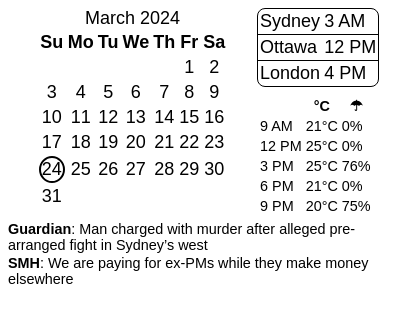 March 2024
Su Mo Tu We Th Fr Sa
1 2
3 4 5 6 7 8 9
10 11 12 13 14 15 16
17 18 19 20 21 22 23
24 25 26 27 28 29 30
31
Sydney 3 AM
Ottawa 12 PM
London 4 PM
°C ☂
9 AM 21°C 0%
12 PM 25°C 0%
3 PM 25°C 76%
6 PM 21°C 0%
9 PM 20°C 75%
Guardian: Man charged with murder after alleged pre-
arranged fight in Sydney's west
SMH: We are paying for ex-PMs while they make money
elsewhere